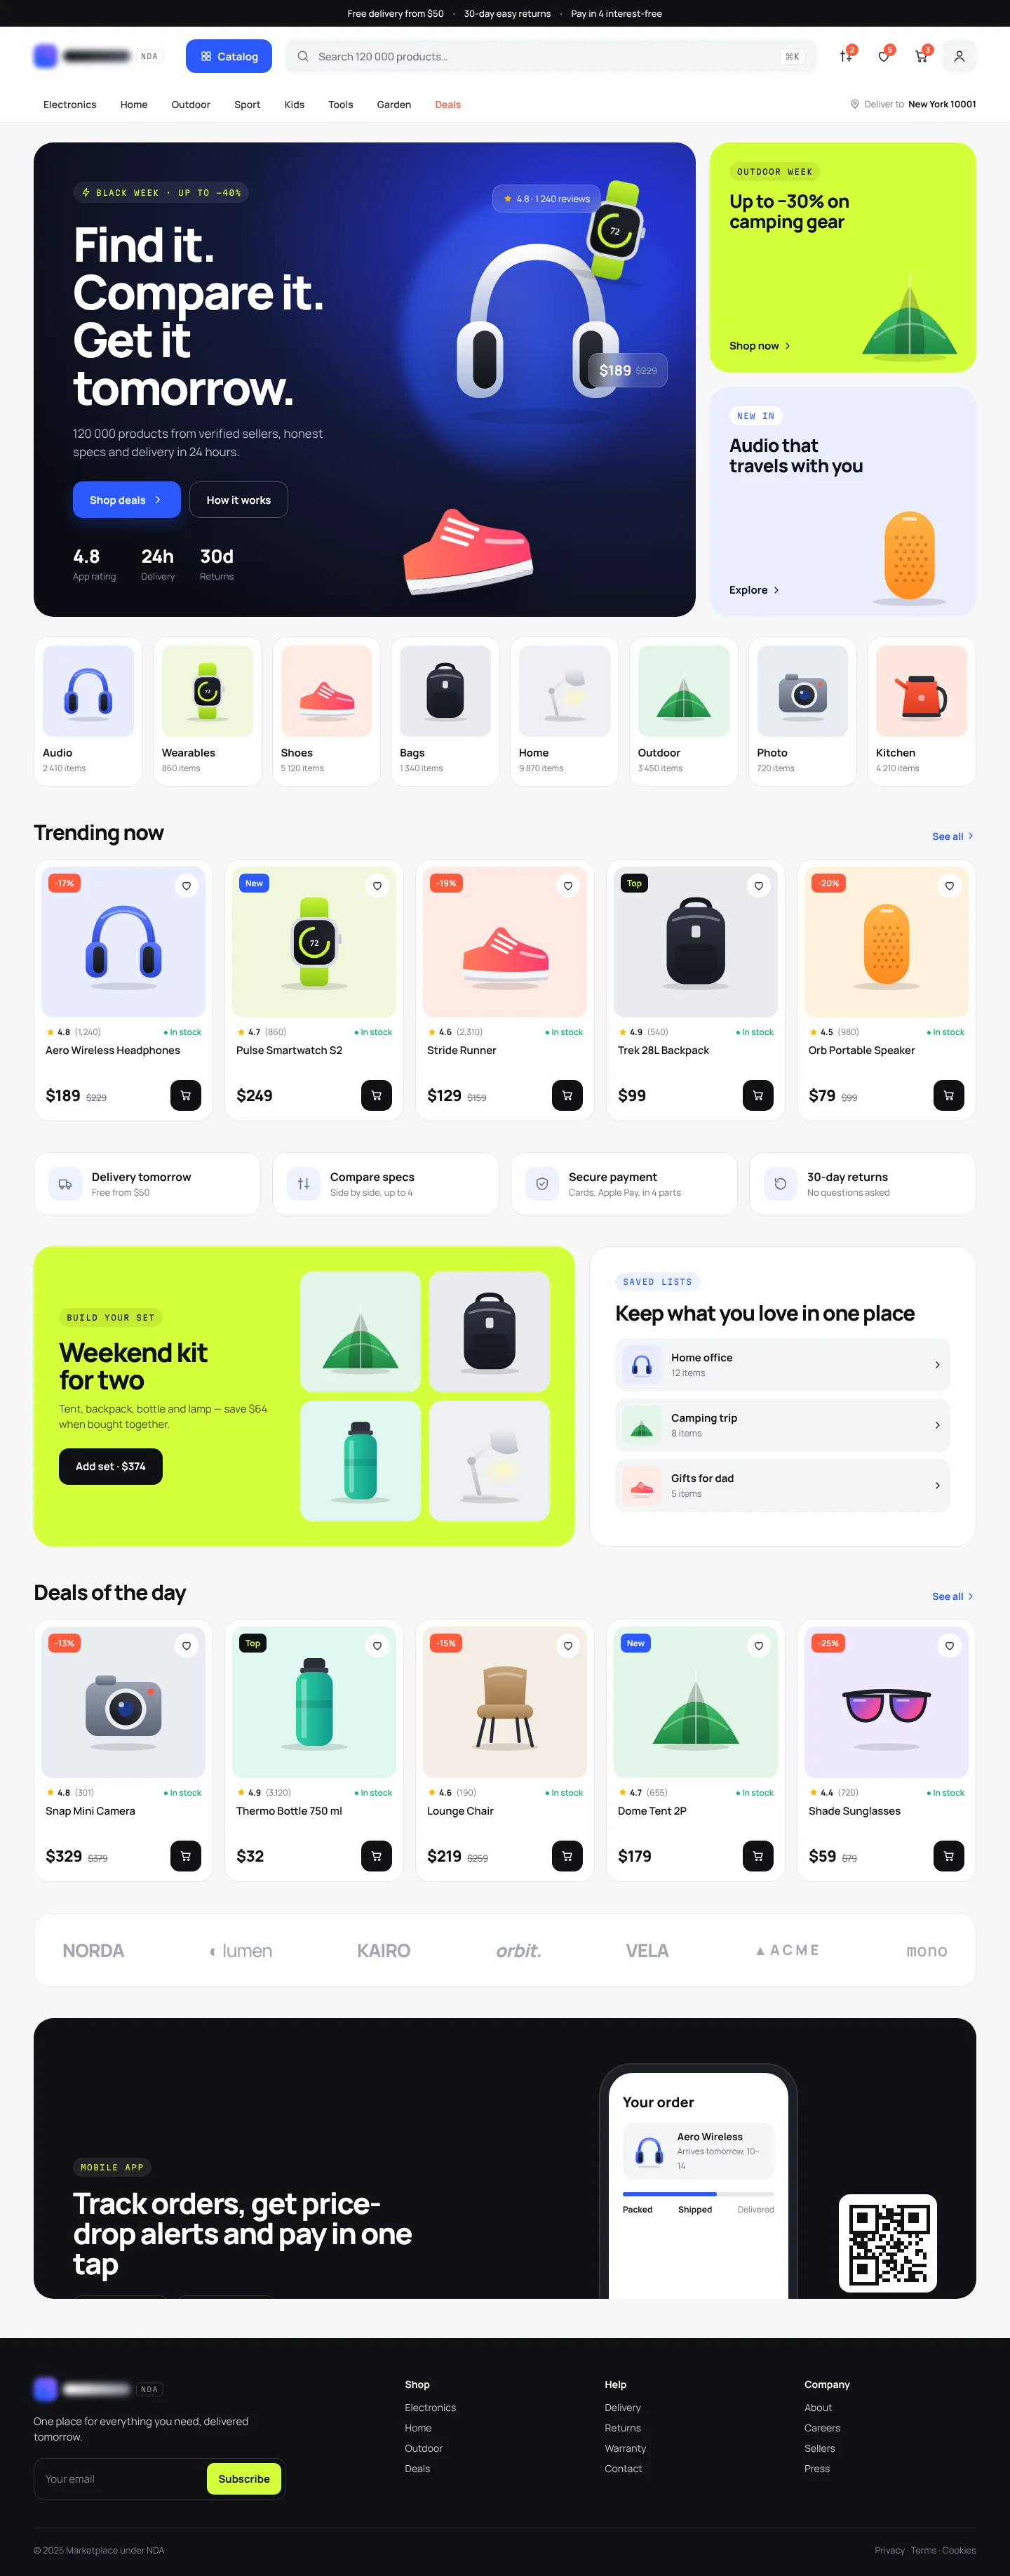 Free delivery from $50 · 30-day easy returns · Pay in 4 interest-free
NDA
Catalog
Search 120 000 products...
⌘K
2
5
3
Electronics
Home
Outdoor
Sport
Kids
Tools
Garden
Deals
Deliver to New York 10001
BLACK WEEK · UP TO −40%
Find it.
Compare it.
Get it
tomorrow.
120 000 products from verified sellers, honest
specs and delivery in 24 hours.
Shop deals
How it works
4.8
App rating
24h
Delivery
30d
Returns
4.8 · 1 240 reviews
72
$189 $229
OUTDOOR WEEK
Up to −30% on
camping gear
Shop now
NEW IN
Audio that
travels with you
Explore
72
Audio
2 410 items
Wearables
860 items
Shoes
5 120 items
Bags
1 340 items
Home
9 870 items
Outdoor
3 450 items
Photo
720 items
Kitchen
4 210 items
Trending now
See all
-17%
4.8 (1,240)
In stock
Aero Wireless Headphones
$189 $229
New
72
4.7 (860)
In stock
Pulse Smartwatch S2
$249
-19%
4.6 (2,310)
In stock
Stride Runner
$129 $159
Top
4.9 (540)
In stock
Trek 28L Backpack
$99
-20%
4.5 (980)
In stock
Orb Portable Speaker
$79 $99
Delivery tomorrow
Free from $50
Compare specs
Side by side, up to 4
Secure payment
Cards, Apple Pay, in 4 parts
30-day returns
No questions asked
BUILD YOUR SET
Weekend kit
for two
Tent, backpack, bottle and lamp — save $64
when bought together.
Add set · $374
SAVED LISTS
Keep what you love in one place
Home office
12 items
Camping trip
8 items
Gifts for dad
5 items
Deals of the day
See all
-13%
4.8 (301)
In stock
Snap Mini Camera
$329 $379
Top
4.9 (3,120)
In stock
Thermo Bottle 750 ml
$32
-15%
4.6 (190)
In stock
Lounge Chair
$219 $259
New
4.7 (655)
In stock
Dome Tent 2P
$179
-25%
4.4 (720)
In stock
Shade Sunglasses
$59 $79
NORDA
lumen
KAIRO
orbit.
VELA
▲ACME
mono
MOBILE APP
Track orders, get price-
drop alerts and pay in one
tap
Your order
Aero Wireless
Arrives tomorrow, 10–
14
Packed
Shipped
Delivered
NDA
One place for everything you need, delivered
tomorrow.
Your email
Subscribe
Shop
Electronics
Home
Outdoor
Deals
Help
Delivery
Returns
Warranty
Contact
Company
About
Careers
Sellers
Press
© 2025 Marketplace under NDA
Privacy · Terms · Cookies